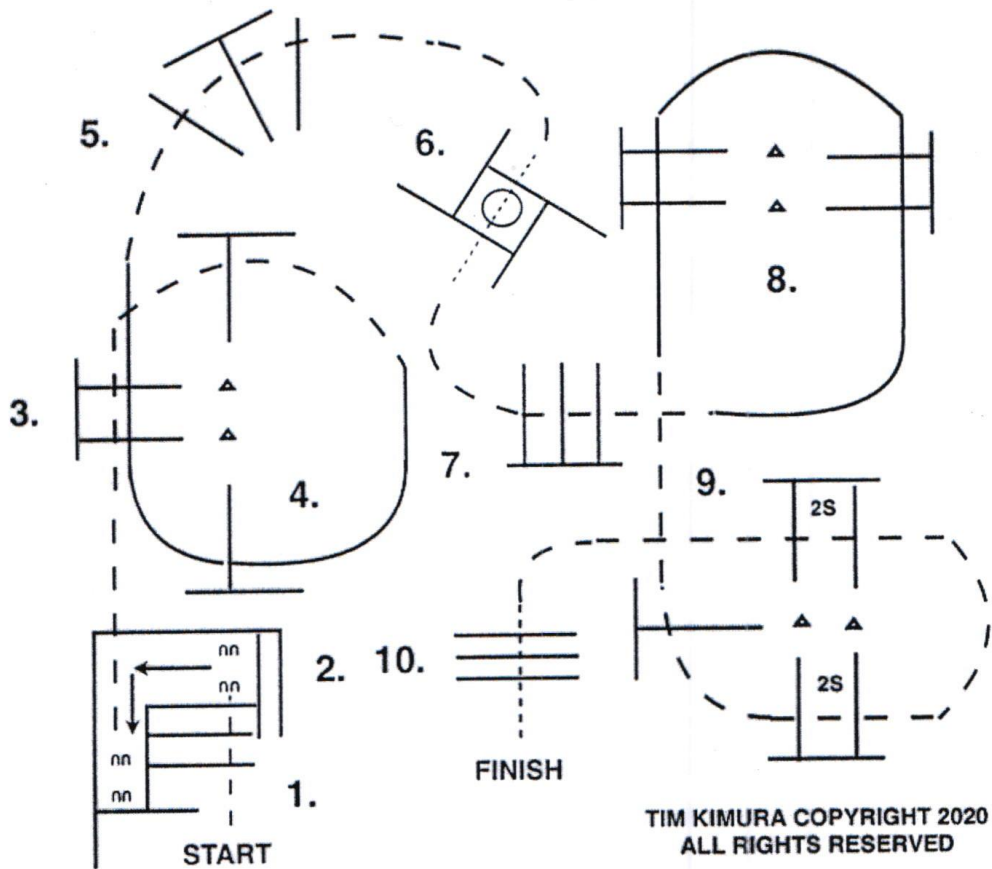 5.
6.
8.
3.
4.
7.
9.
2S
2.
10.
2S
1.
FINISH
START
TIM KIMURA COPYRIGHT 2020
ALL RIGHTS RESERVED